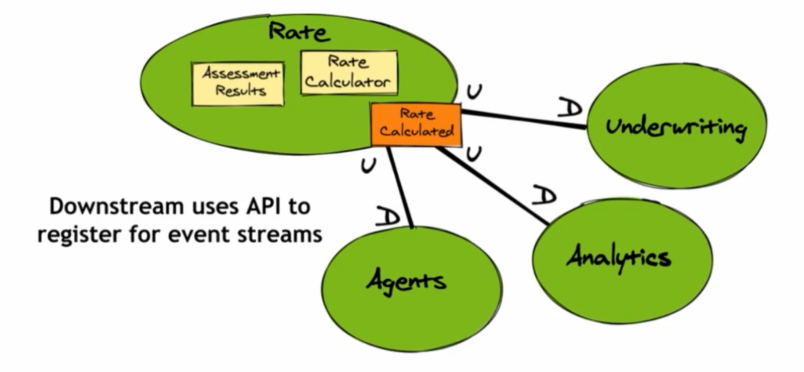 Rate
Assessment
Results
Rate
Calculator
Rate
Calculated
U
D
Underwriting
U
U
D
D
Downstream uses API to
register for event streams
Analytics
Agents